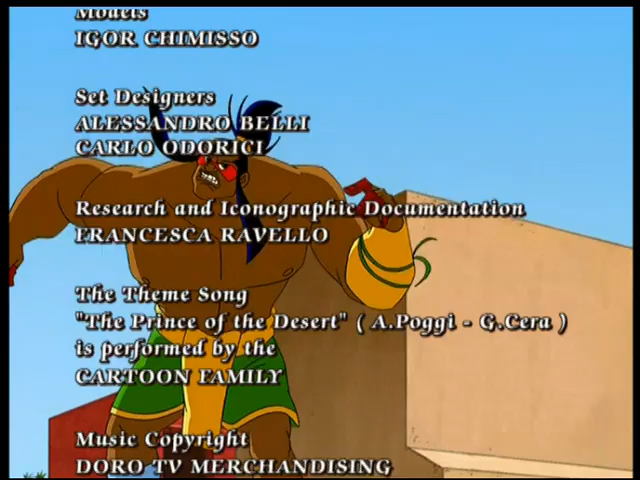 Models
IGOR CHIMISSO
Set Designers
ALESSANDRO BELLI
CARLO ODORICI
Research and Iconographic Documentation
FRANCESCA RAVELLO
The Theme Song
"The Prince of the Desert" ( A.Poggi - G.Cera )
is performed by the
CARTOON FAMILY
Music Copyright
DORO TV MERCHANDISING